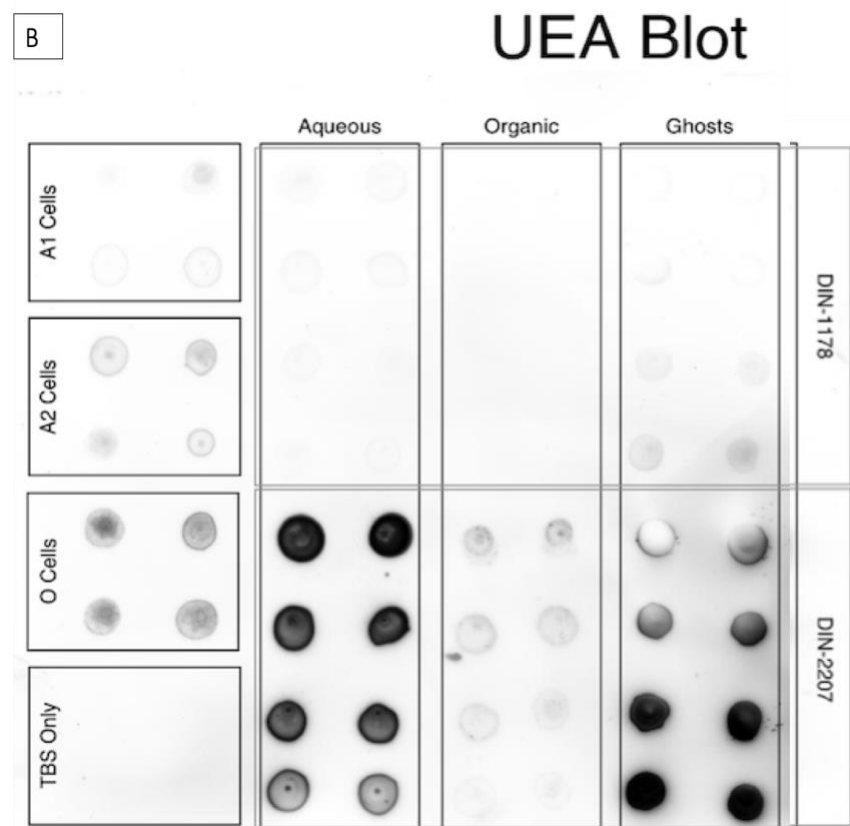 B
UEA Blot
Aqueous
Organic
Ghosts
A1 Cells
A2 Cells
O Cells
TBS Only
DIN-1178
DIN-2207